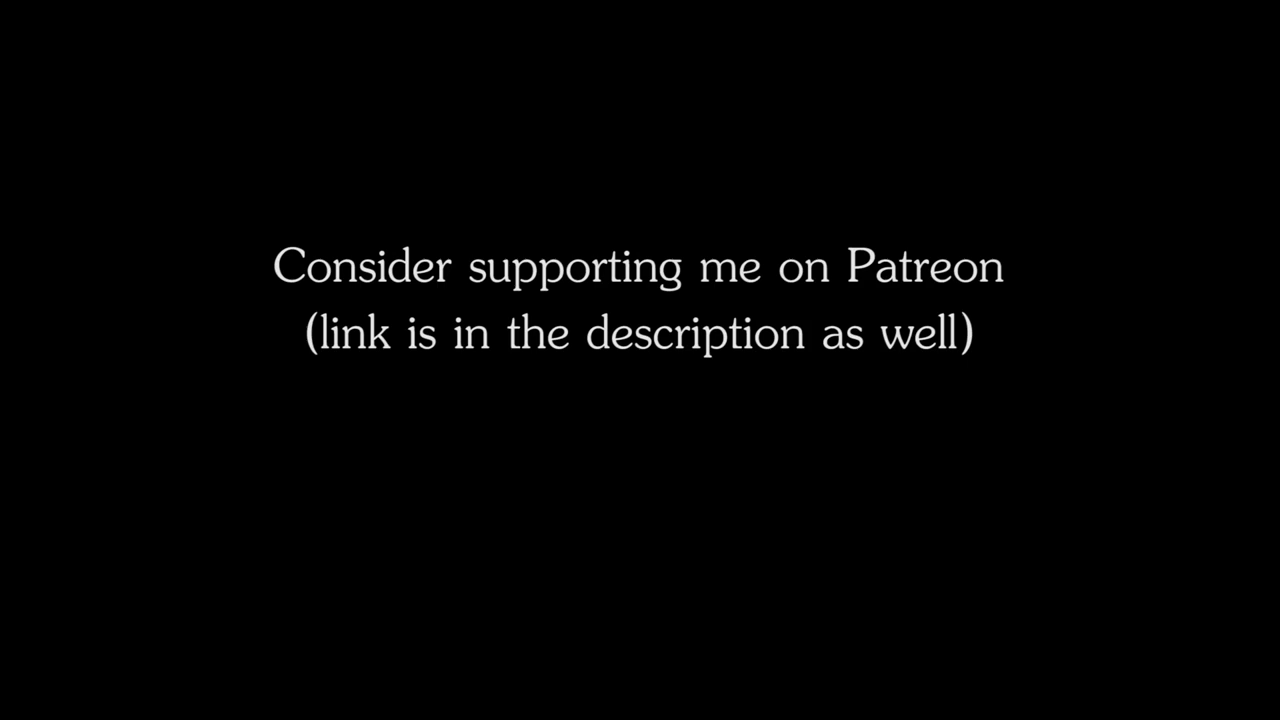 Consider supporting me on Patreon
(link is in the description as well)